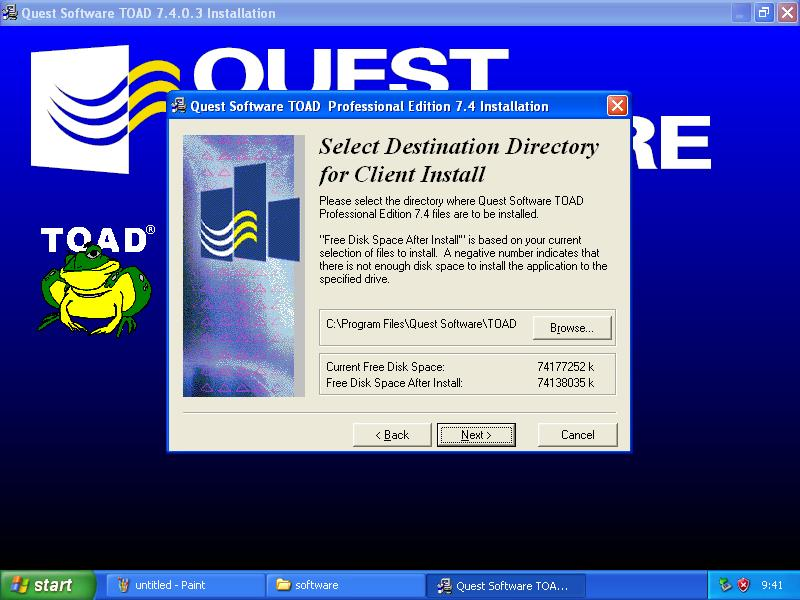 Quest Software TOAD 7.4.0.3 Installation
QUEST
RE
TOAD®
Quest Software TOAD  Professional Edition 7.4 Installation
Select Destination Directory
for Client Install
Please select the directory where Quest Software TOAD
Professional Edition 7.4 files are to be installed.
"Free Disk Space After Install"' is based on your current
selection of files to install.  A negative number indicates that
there is not enough disk space to install the application to the
specified drive.
C:\Program Files\Quest Software\TOAD
Browse...
Current Free Disk Space: 74177252 k
Free Disk Space After Install: 74138035 k
< Back Next > Cancel
start untitled - Paint software Quest Software TOA... 9:41